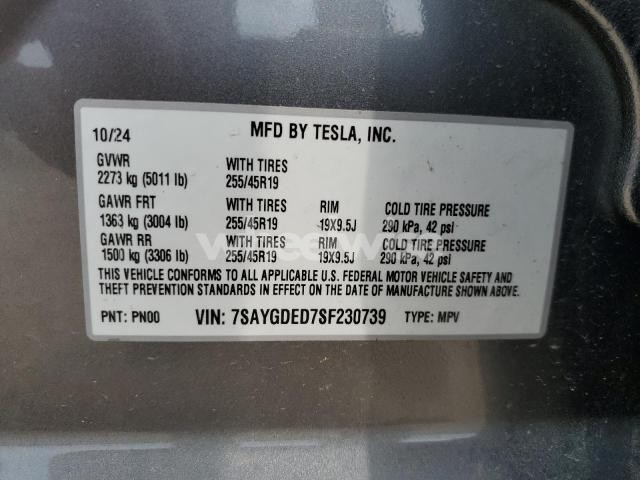 10/24 MFD BY TESLA, INC.
GVWR WITH TIRES
2273 kg (5011 lb) 255/45R19
GAWR FRT WITH TIRES RIM COLD TIRE PRESSURE
1363 kg (3004 lb) 255/45R19 19X9.5J 290 kPa, 42 psi
GAWR RR WITH TIRES RIM COLD TIRE PRESSURE
1500 kg (3306 lb) 255/45R19 19X9.5J 290 kPa, 42 psi
THIS VEHICLE CONFORMS TO ALL APPLICABLE U.S. FEDERAL MOTOR VEHICLE SAFETY AND
THEFT PREVENTION STANDARDS IN EFFECT ON THE DATE OF MANUFACTURE SHOWN ABOVE.
PNT: PN00 VIN: 7SAYGDED7SF230739 TYPE: MPV